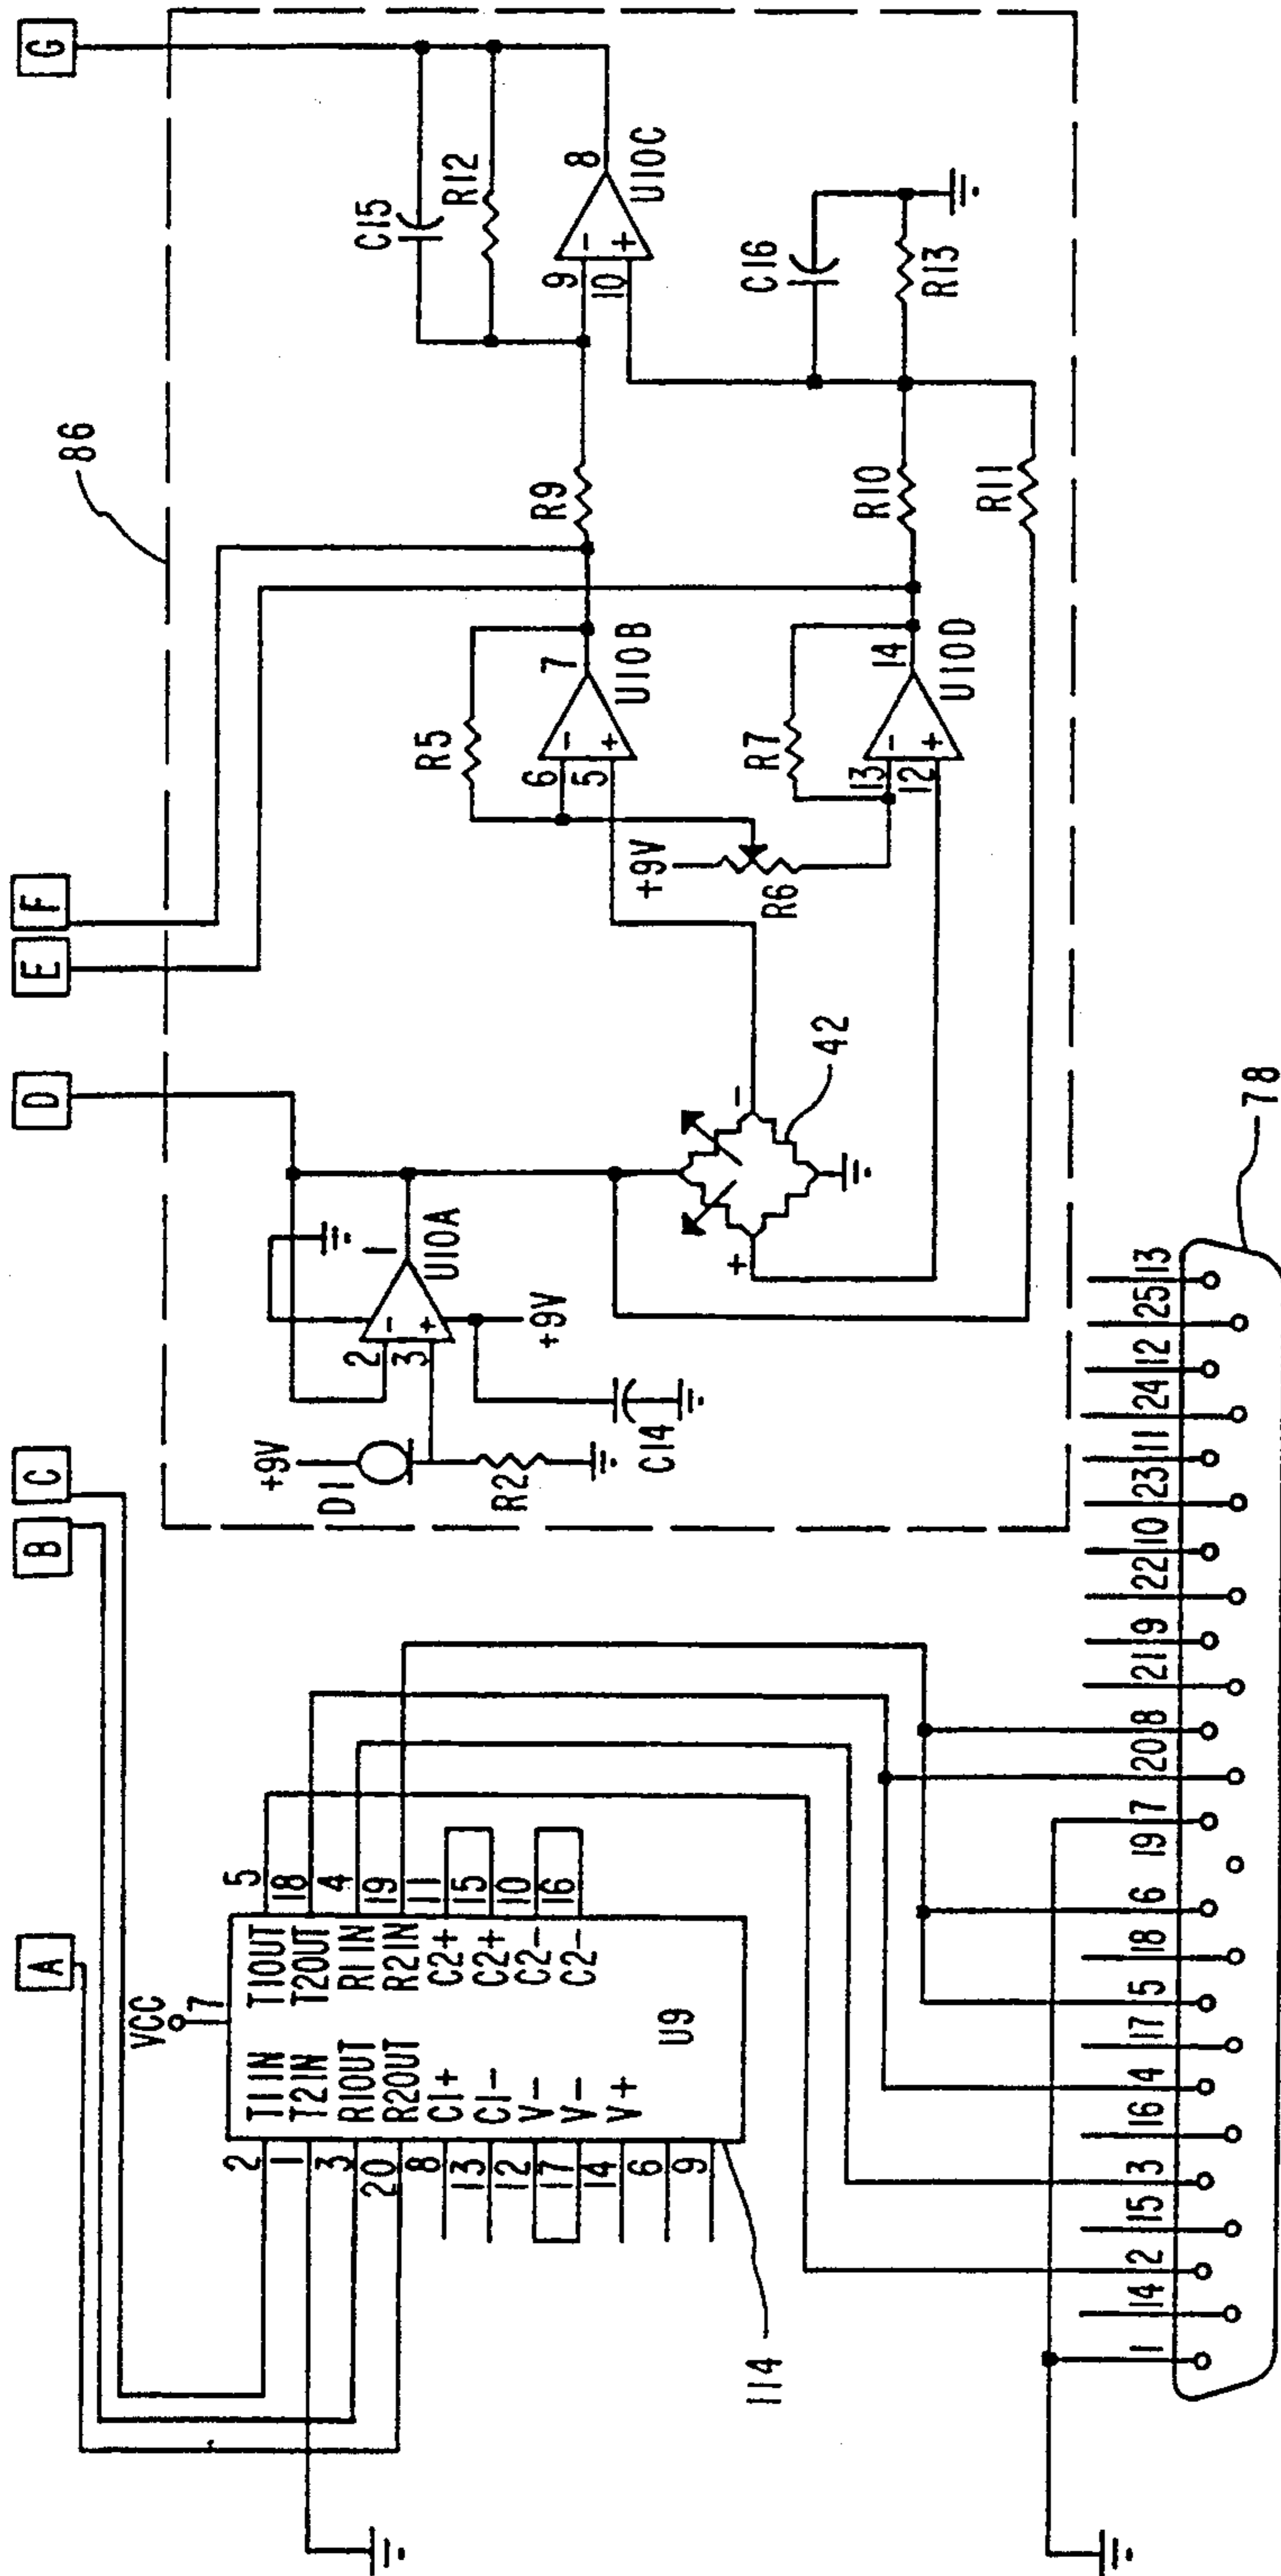 A
B
C
D
E
F
G
86
VCC
7
T1IN
T2IN
R1OUT
R2OUT
C1+
C1-
V-
V-
V+
2
1
3
20
8
13
12
17
14
6
9
T1OUT
T2OUT
R1IN
R2IN
C2+
C2+
C2-
C2-
5
18
4
19
11
15
10
16
U9
114
+9V
D1
R2
C14
+9V
2
3
-
+
1
U10A
42
+
-
+9V
R6
R5
6
5
-
+
7
U10B
R7
13
12
-
+
14
U10D
R9
R10
R11
C15
R12
9
10
-
+
8
U10C
C16
R13
1
14
2
15
3
16
4
17
5
18
6
19
7
20
8
21
9
22
10
23
11
24
12
25
13
78